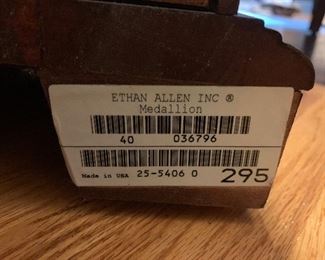 ETHAN ALLEN INC ®
Medallion
40 036796
Made in USA 25-5406 0 295